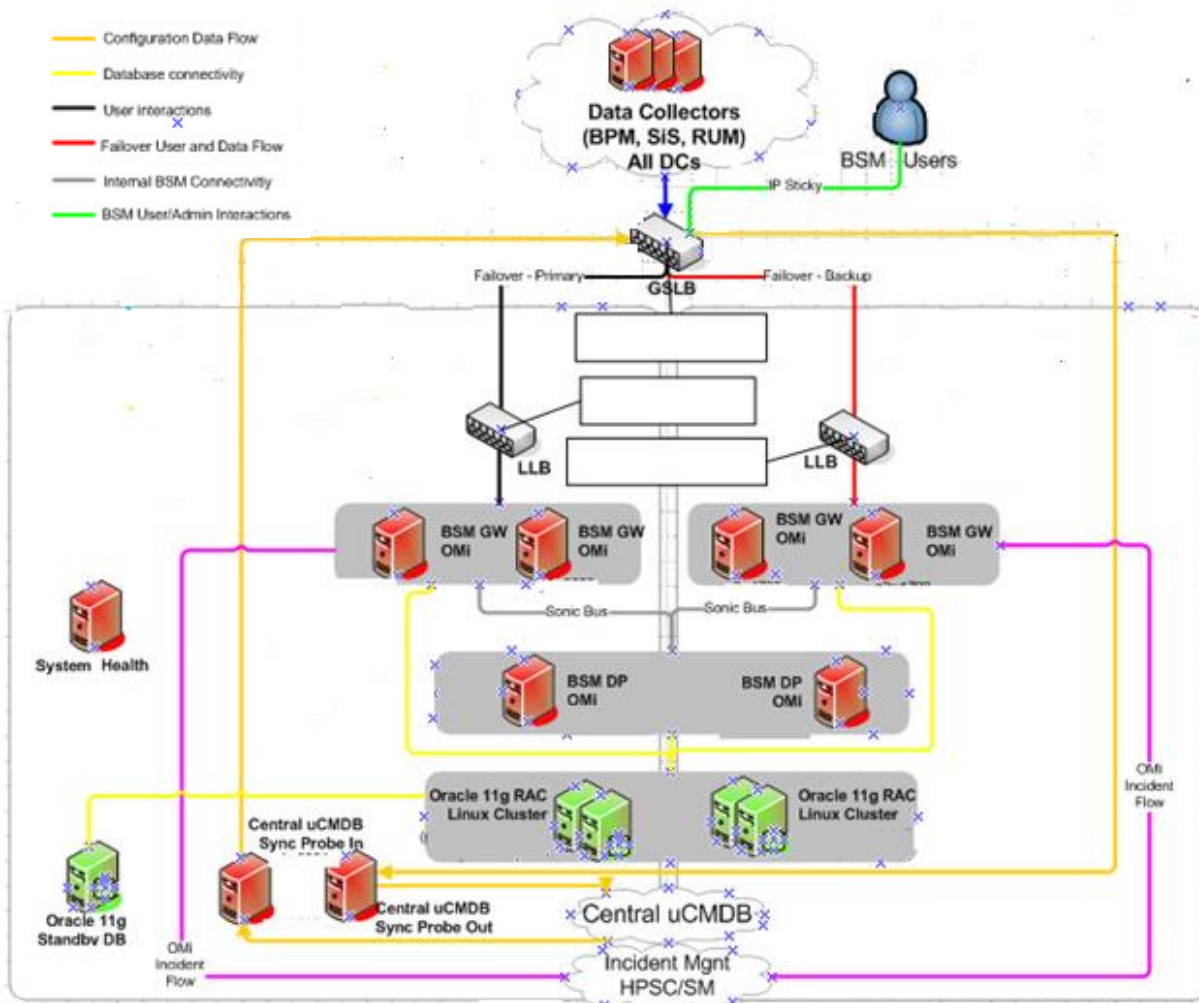 Configuration Data Flow
Database connectivity
User interactions
Failover User and Data Flow
Internal BSM Connectivitiy
BSM User/Admin Interactions
Data Collectors
(BPM, SiS, RUM)
All DCs
BSM Users
IP Sticky
Failover - Primary
Failover - Backup
GSLB
LLB
LLB
BSM GW
OMi
BSM GW
OMi
BSM GW
OMi
BSM GW
OMi
Sonic Bus
Sonic Bus
System Health
BSM DP
OMi
BSM DP
OMi
OMi
Incident
Flow
Oracle 11g RAC
Linux Cluster
Oracle 11g RAC
Linux Cluster
Central uCMDB
Sync Probe In
Central uCMDB
Sync Probe Out
Oracle 11g
Standby DB
Central uCMDB
OMi
Incident
Flow
Incident Mgnt
HPSC/SM